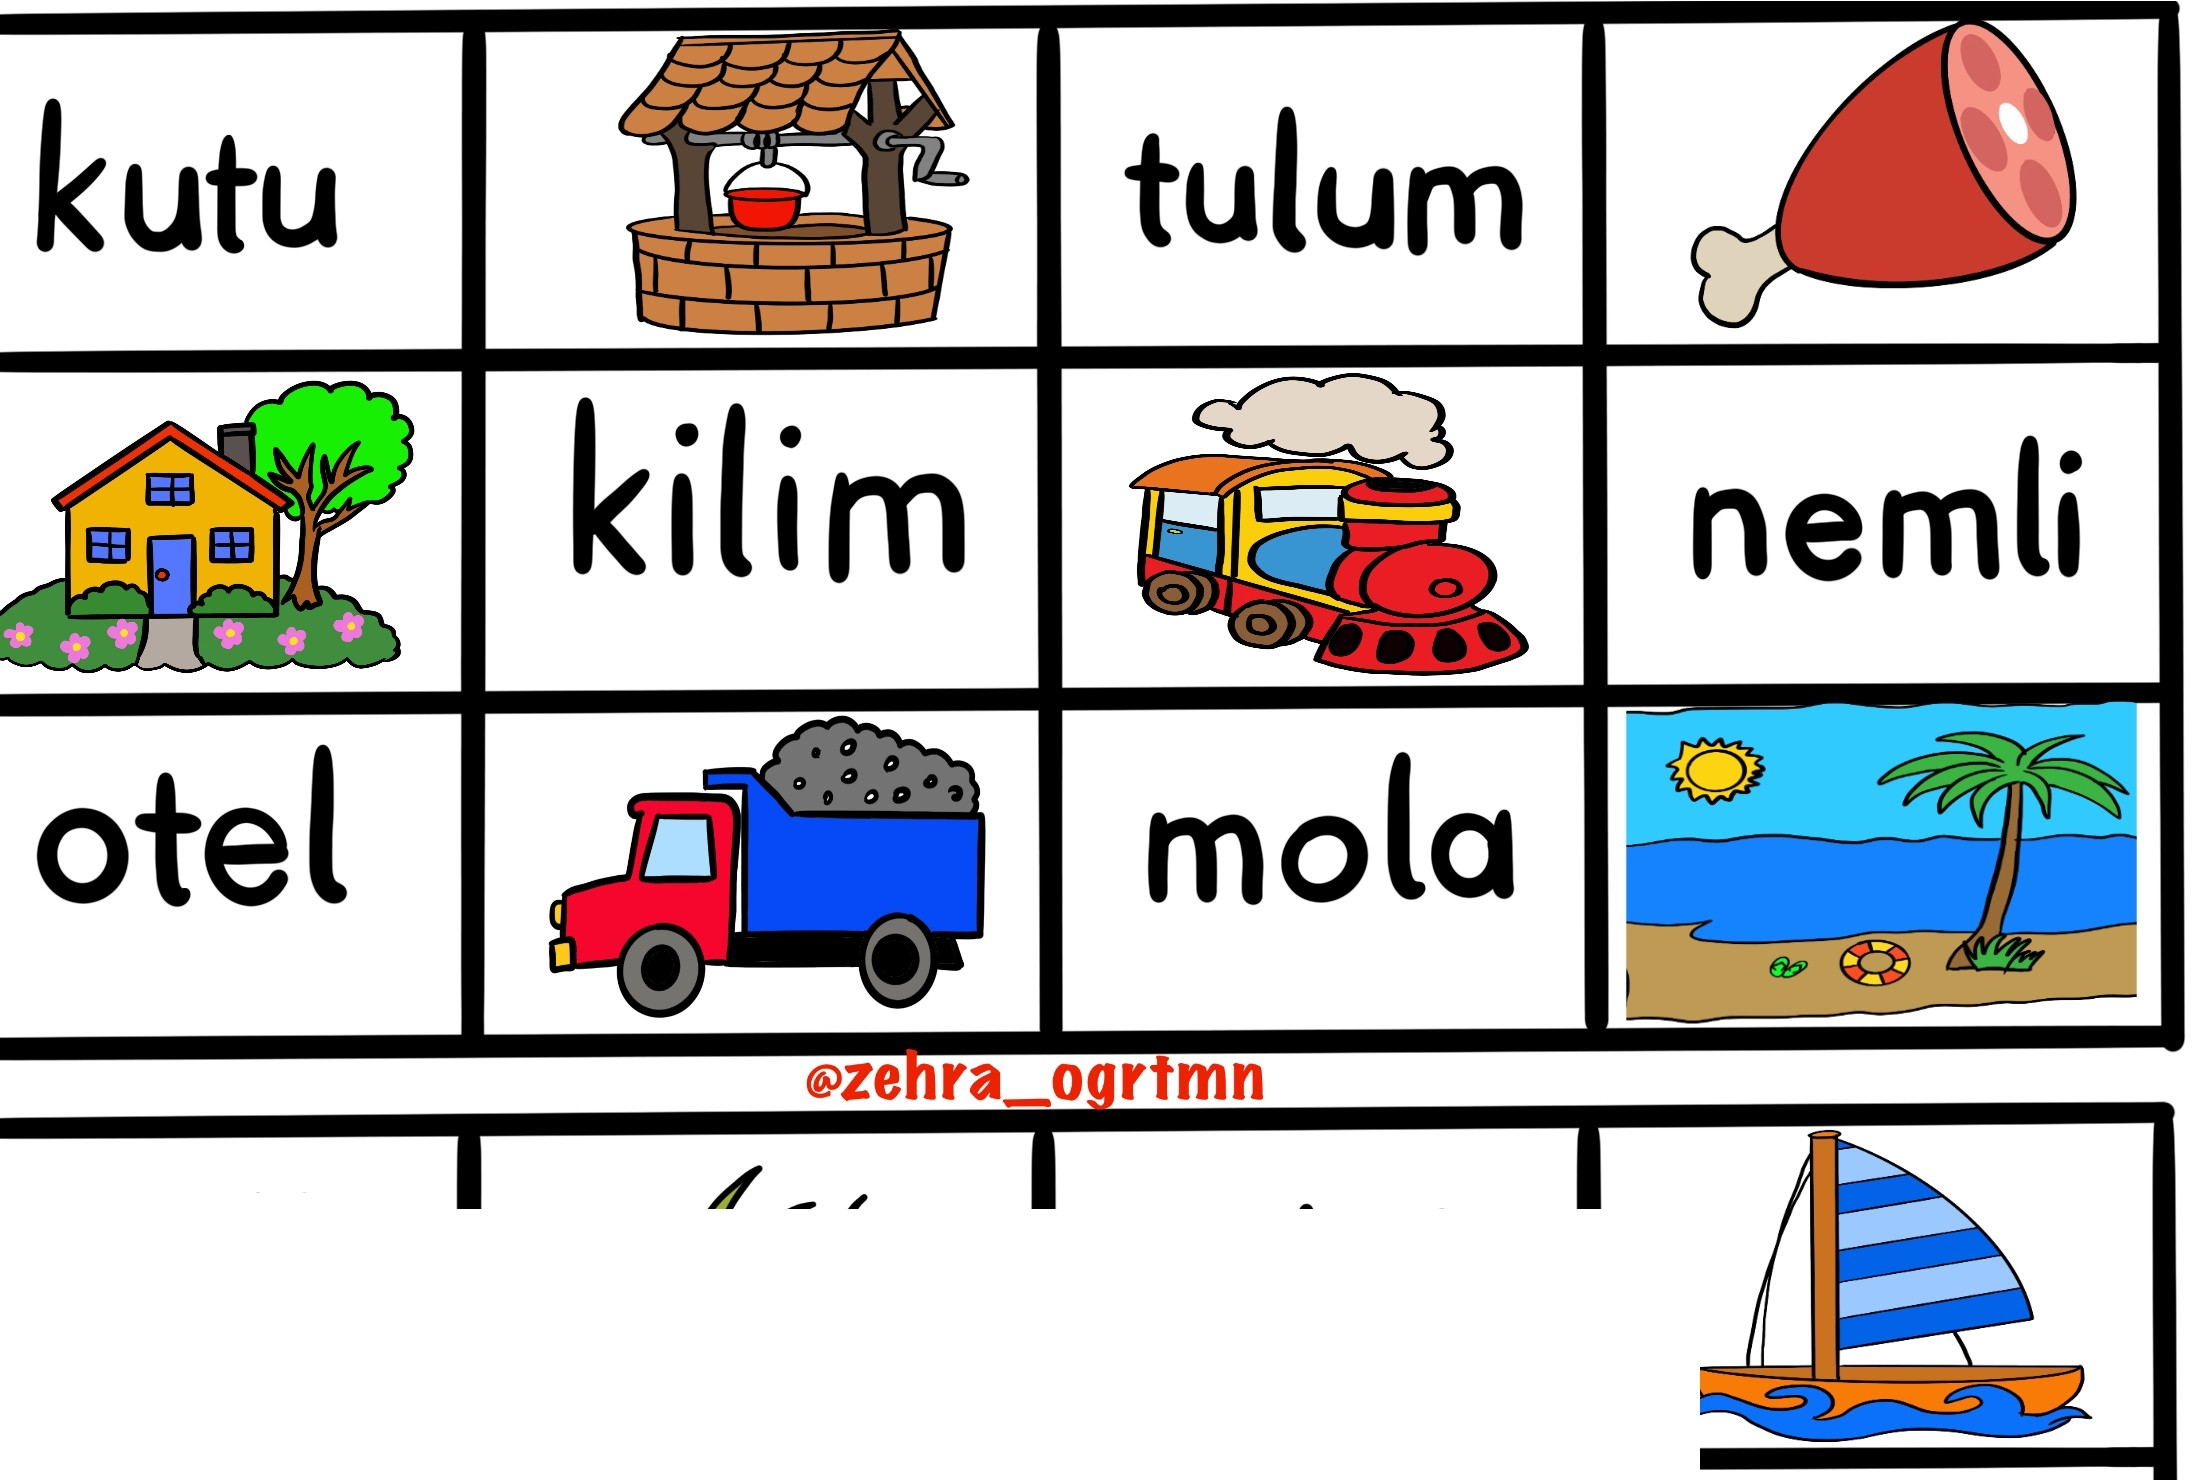 kutu tulum
kilim nemli
otel mola
@zehra_ogrtmn